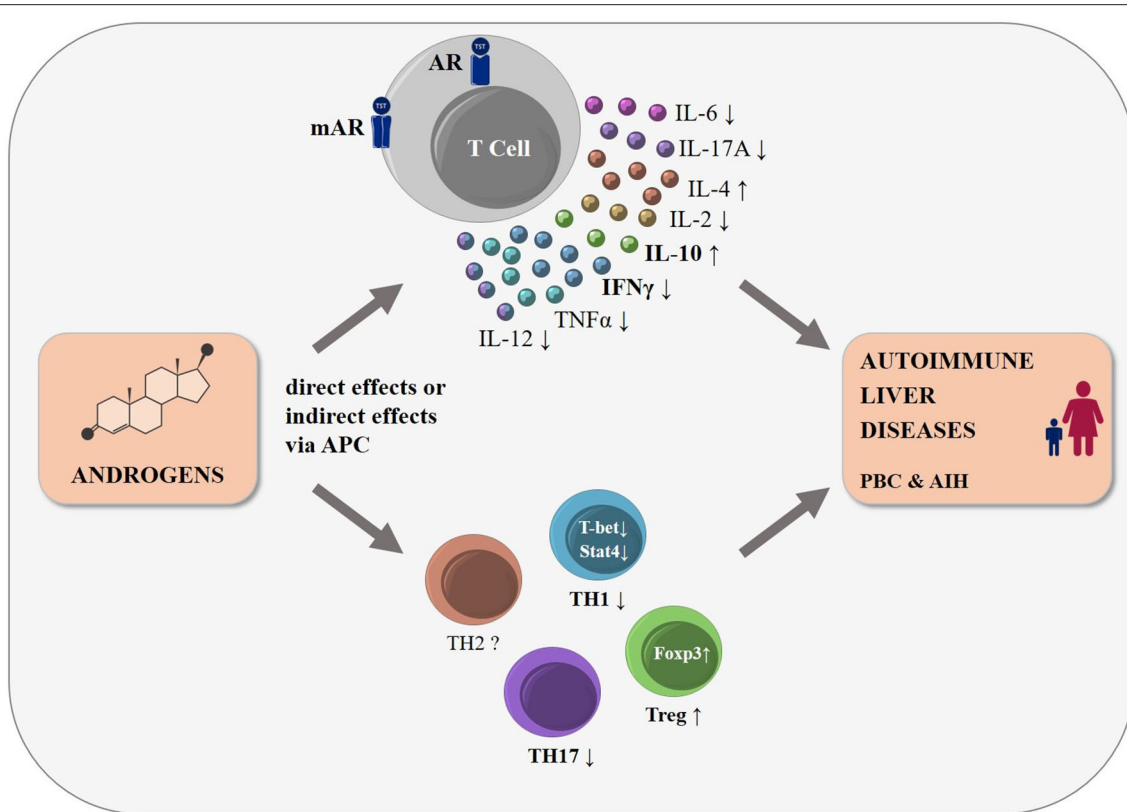 TST
AR
TST
mAR
T Cell
IL-6 ↓
IL-17A ↓
IL-4 ↑
IL-2 ↓
IL-10 ↑
IFNγ ↓
TNFα ↓
IL-12 ↓
ANDROGENS
direct effects or
indirect effects
via APC
AUTOIMMUNE
LIVER
DISEASES
PBC & AIH
T-bet↓
Stat4↓
TH1 ↓
TH2 ?
Foxp3↑
Treg ↑
TH17 ↓